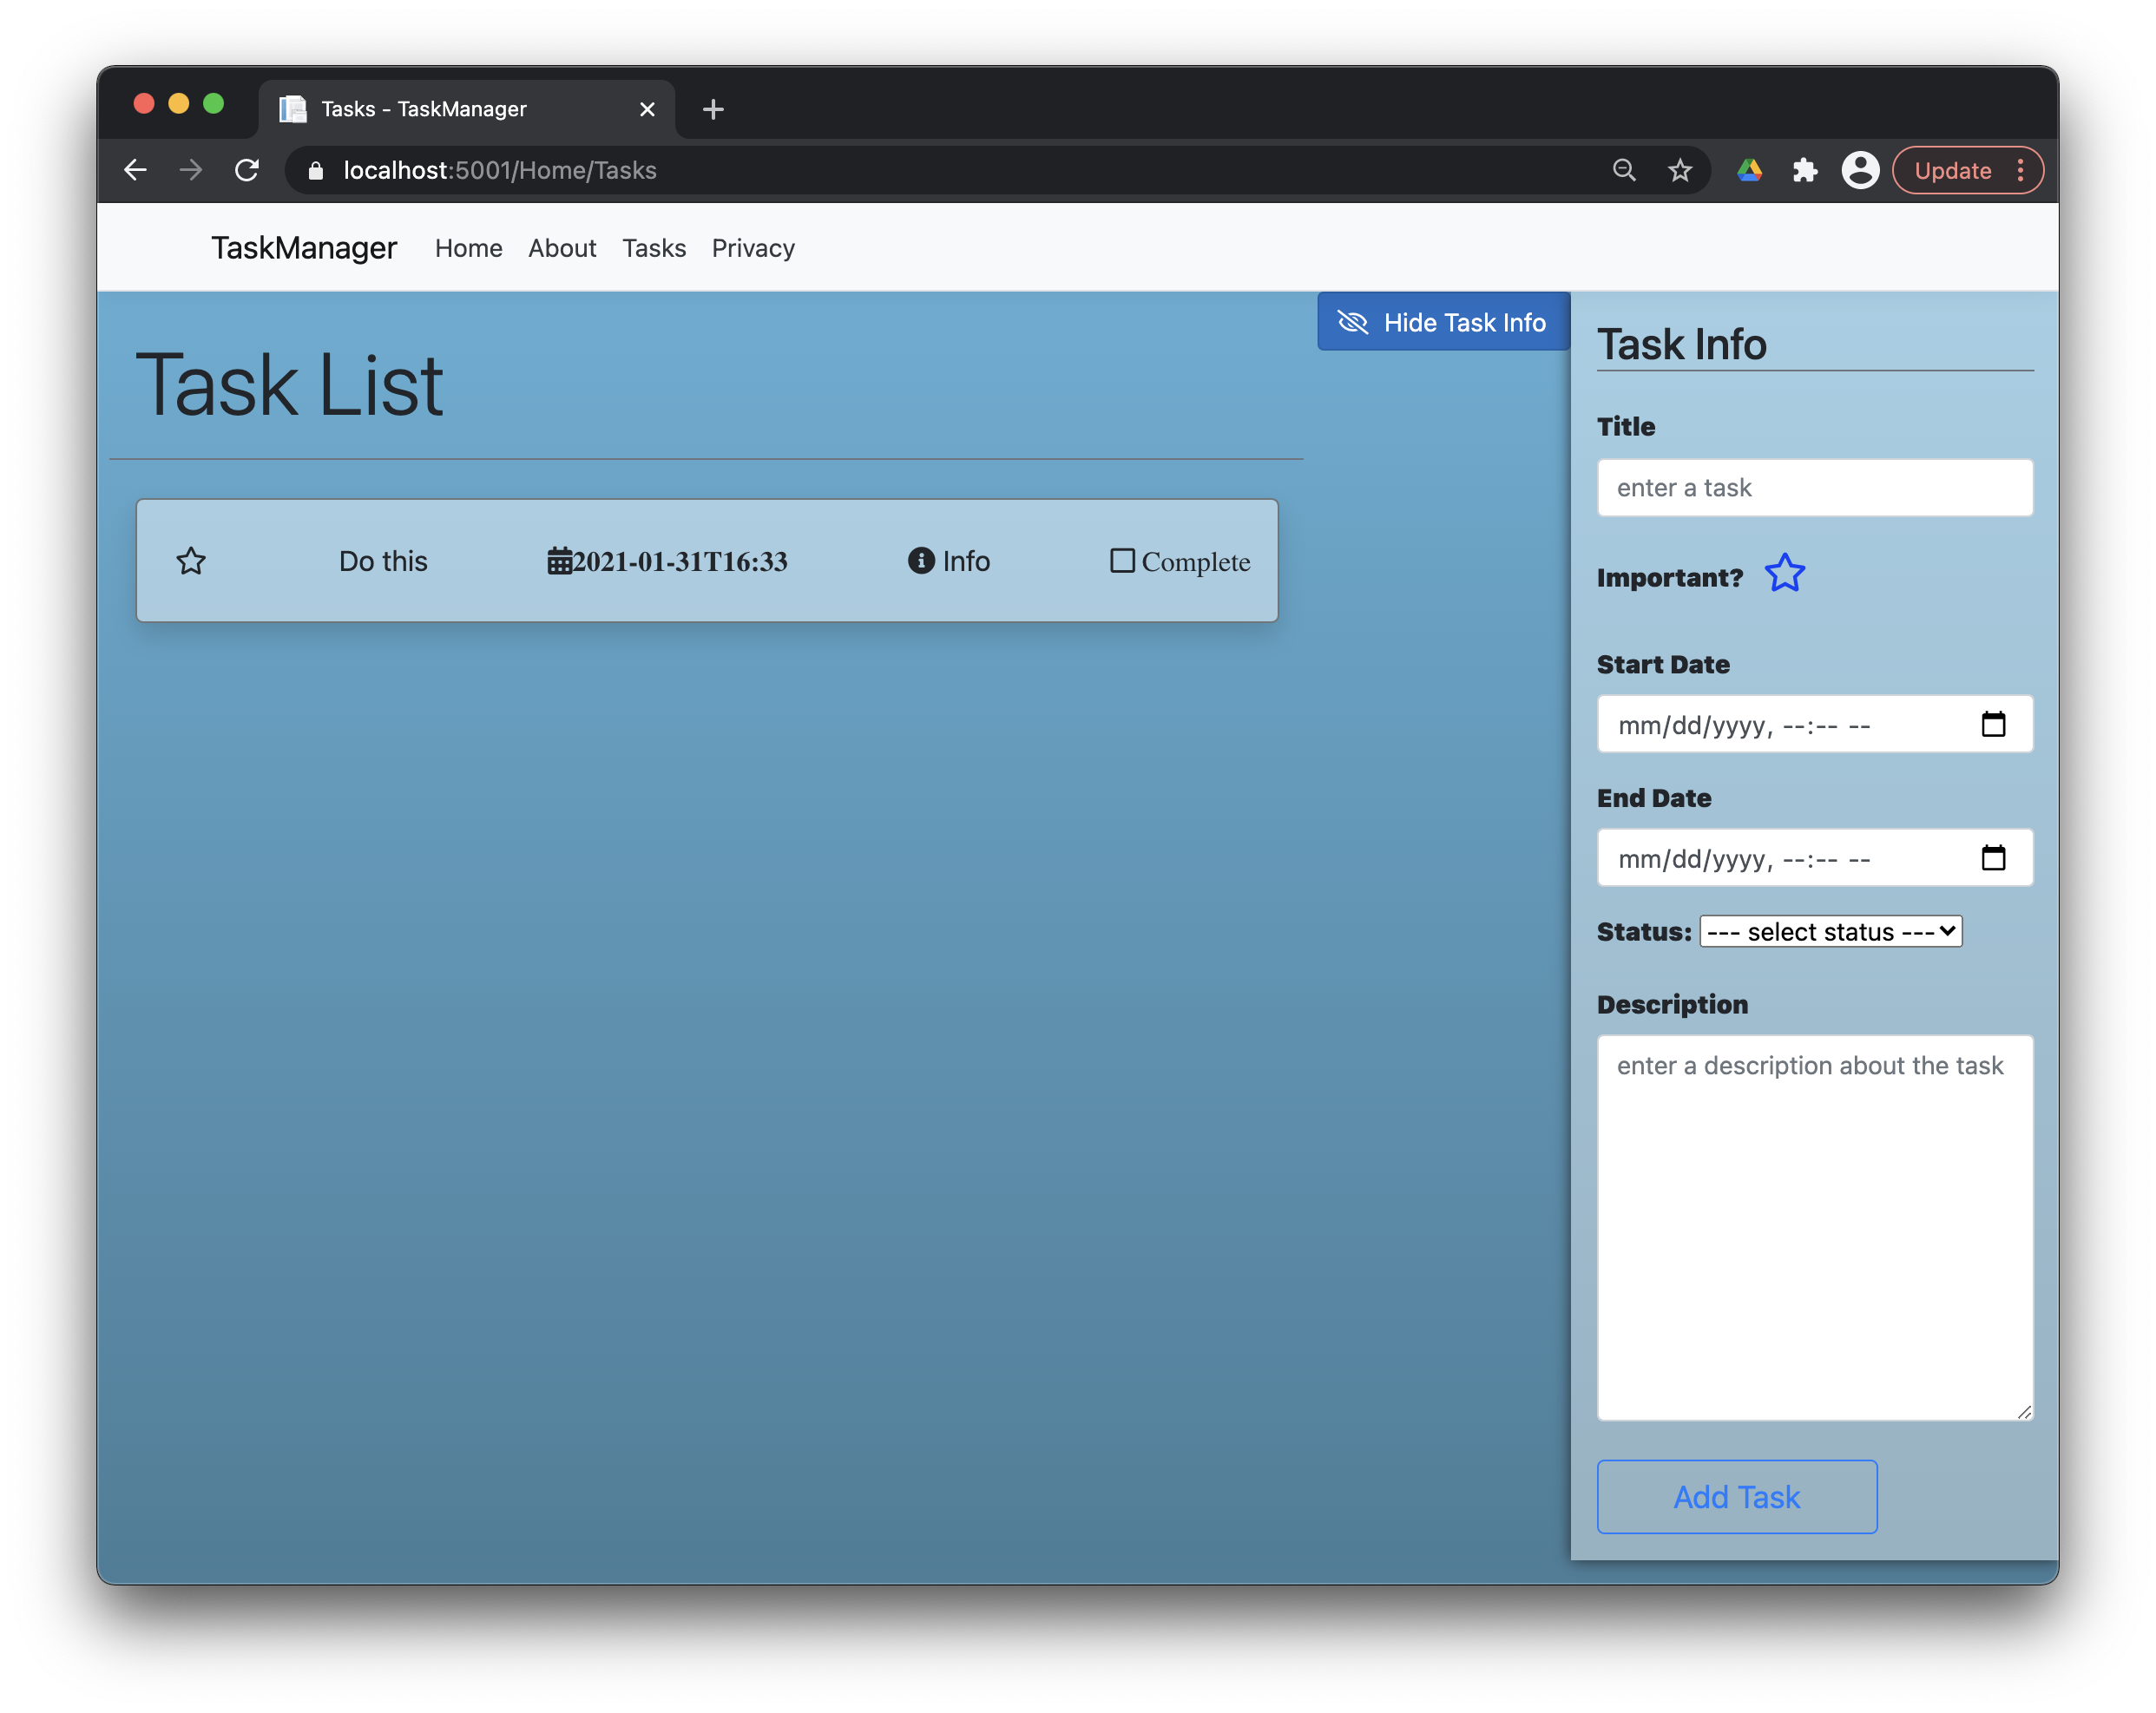 Tasks - TaskManager
localhost:5001/Home/Tasks
Update
TaskManager Home About Tasks Privacy
Hide Task Info
Task List
Do this 2021-01-31T16:33 Info Complete
Task Info
Title
enter a task
Important?
Start Date
mm/dd/yyyy, --:-- --
End Date
mm/dd/yyyy, --:-- --
Status: --- select status ---
Description
enter a description about the task
Add Task